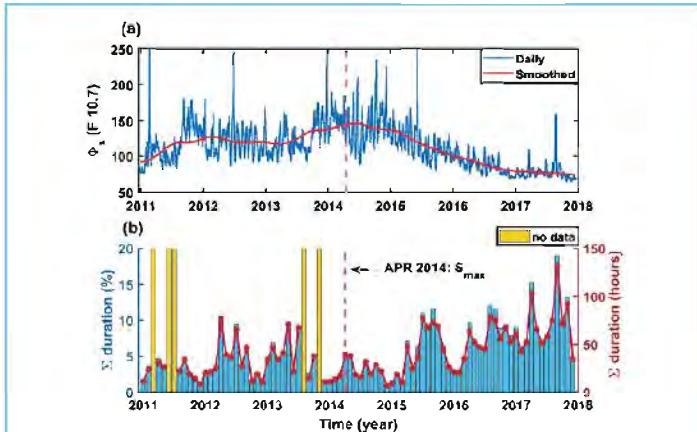 (a)
250
200
150
100
50
Φs (F 10.7)
Daily
Smoothed
2011 2012 2013 2014 2015 2016 2017 2018
(b)
no data
20
15
10
5
0
Σ duration (%)
APR 2014: Smax
150
100
50
0
Σ duration (hours)
2011 2012 2013 2014 2015 2016 2017 2018
Time (year)